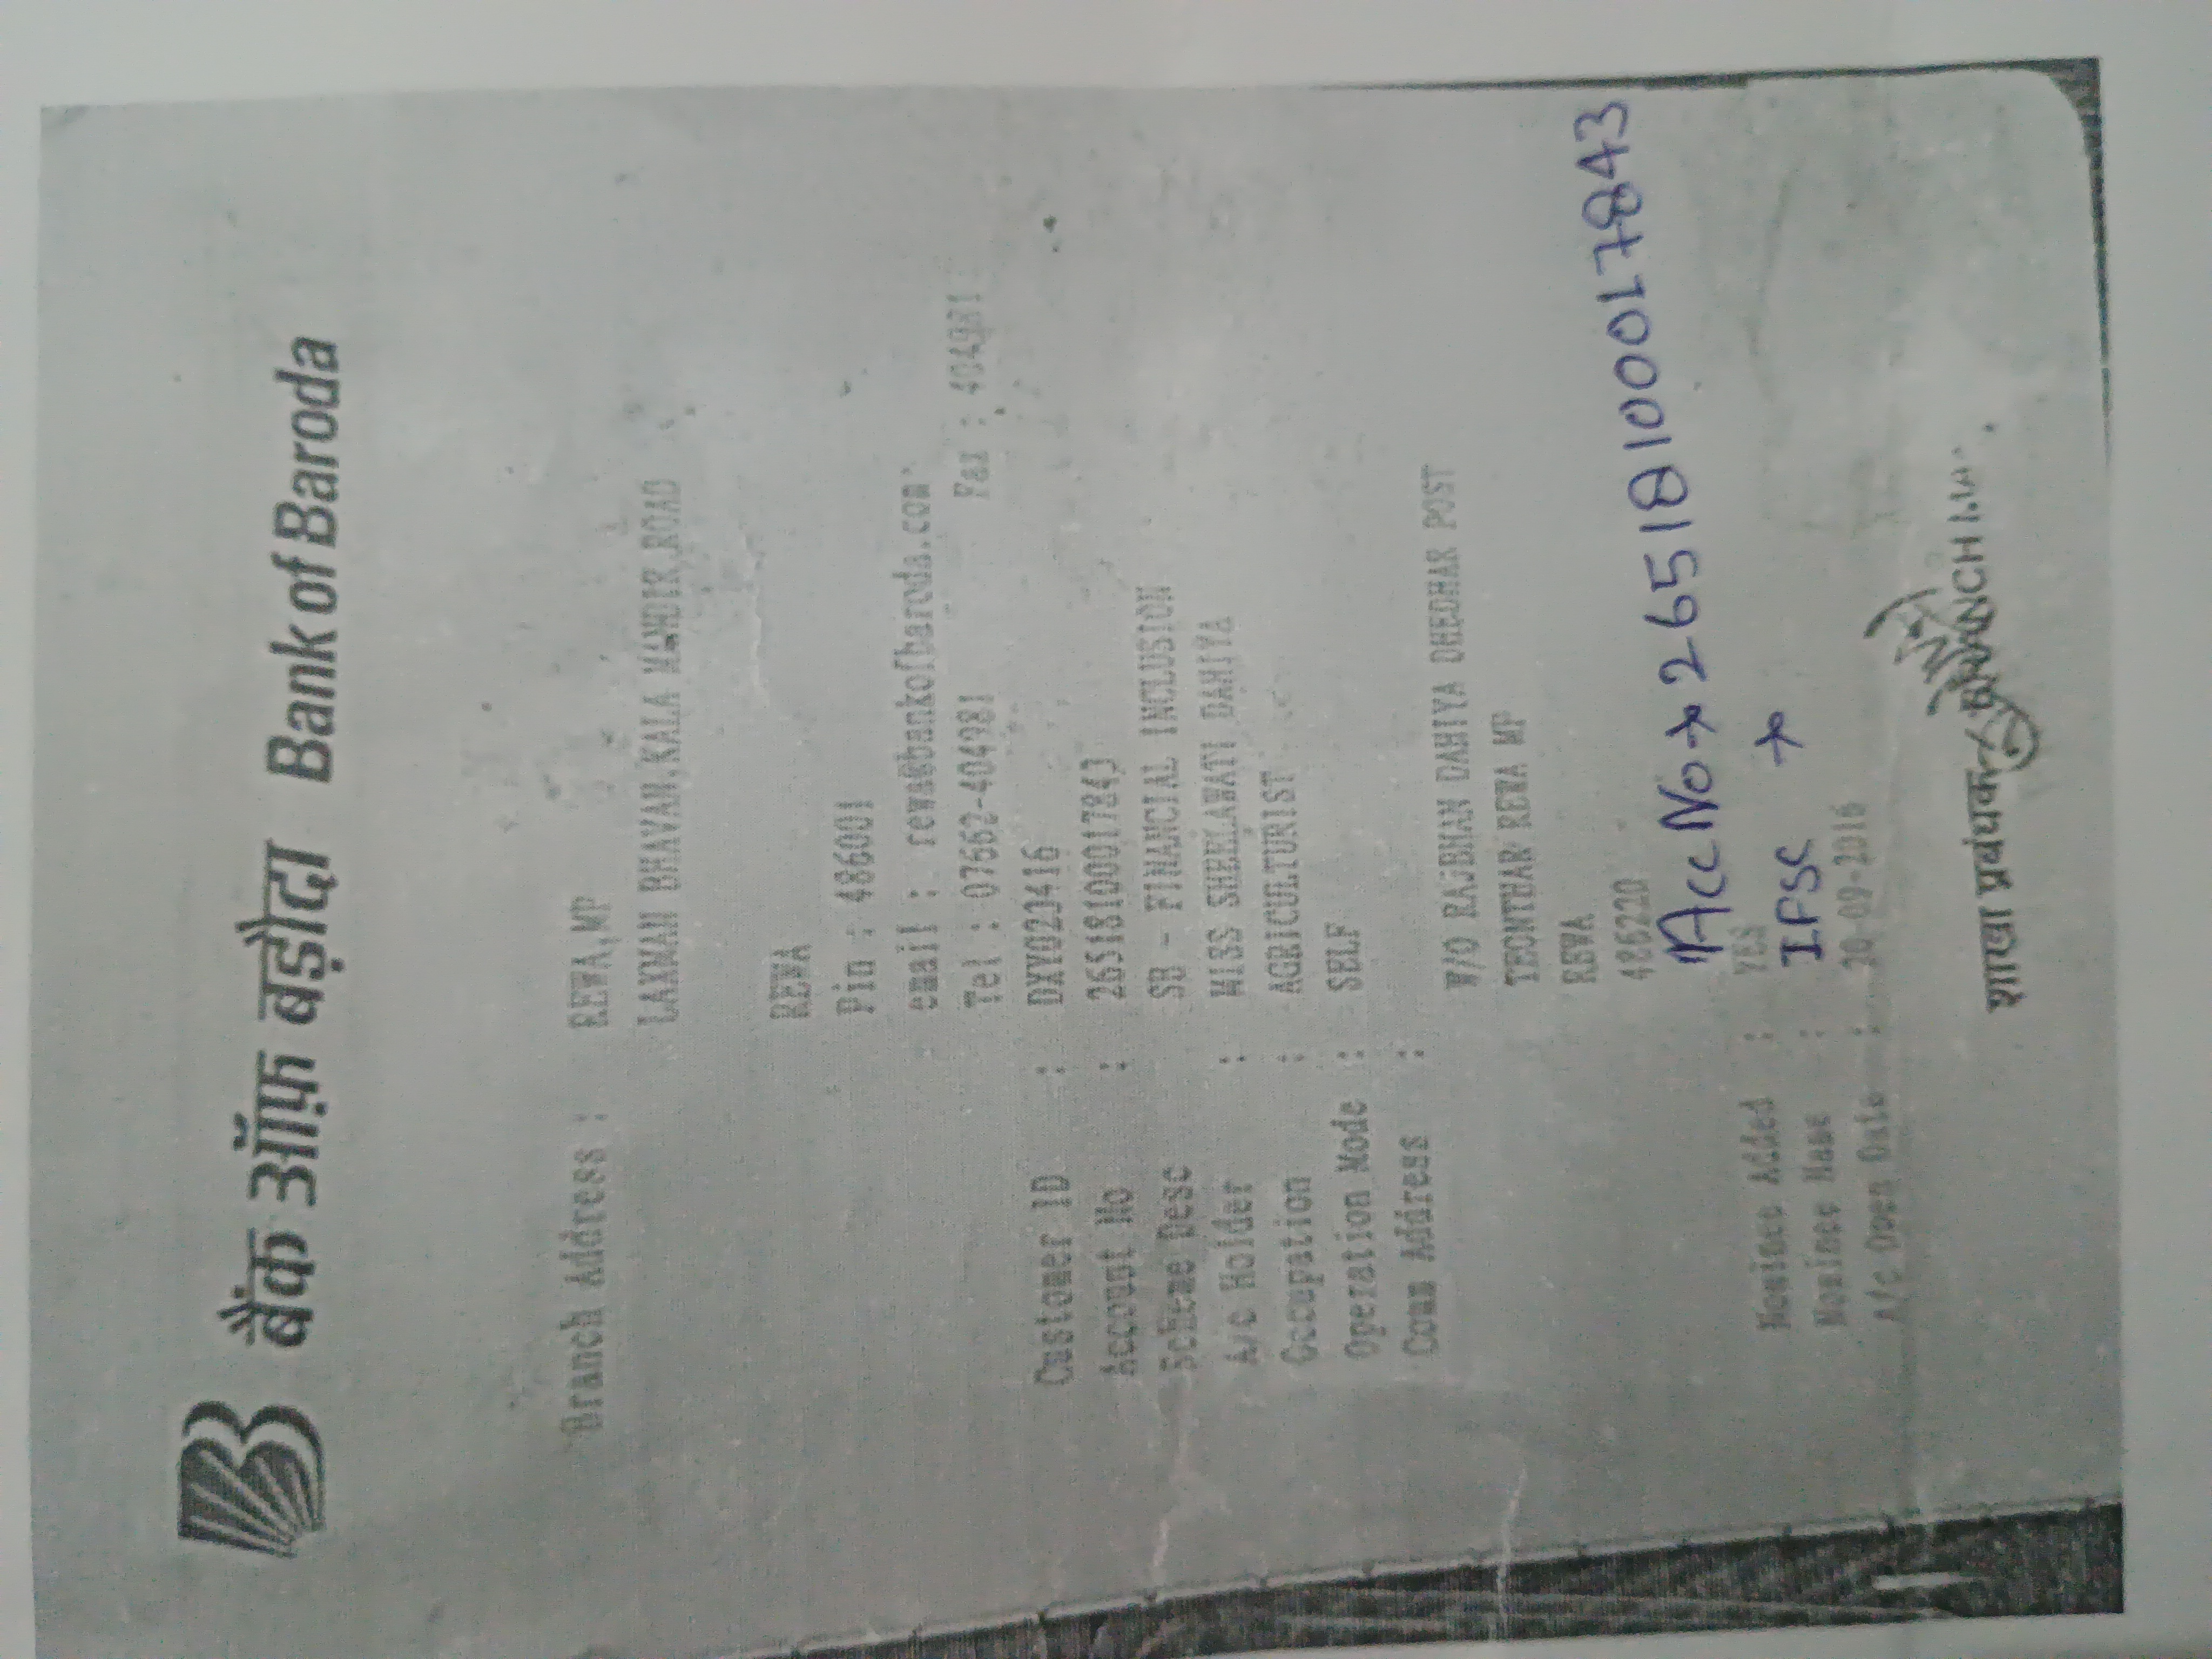 बैंक ऑफ़ बड़ौदा Bank of Baroda
Branch Address : REWA,MP
LAXMAN BHAVAN,KALA MANDIR,ROAD
REWA
Pin : 486001
email : rewa@bankofbaroda.com
Tel : 07662-404981 Fax : 404981
Customer ID : DXY023416
Account No : 26518100017843
Scheme Desc : SB - FINANCIAL INCLUSION
A/c Holder : MISS SHEELAWATI DAHIYA
Occupation : AGRICULTURIST
Operation Mode : SELF
Comm Address :
W/O RAJBHAN DAHIYA DHEDHAR POST
TEONTHAR REWA MP
REWA
486220
Acc No → 26518100017843
Nominee Added : YES
IFSC →
Nominee Name :
A/c Open Date : 20-09-2016
शाखा प्रबंधक BRANCH